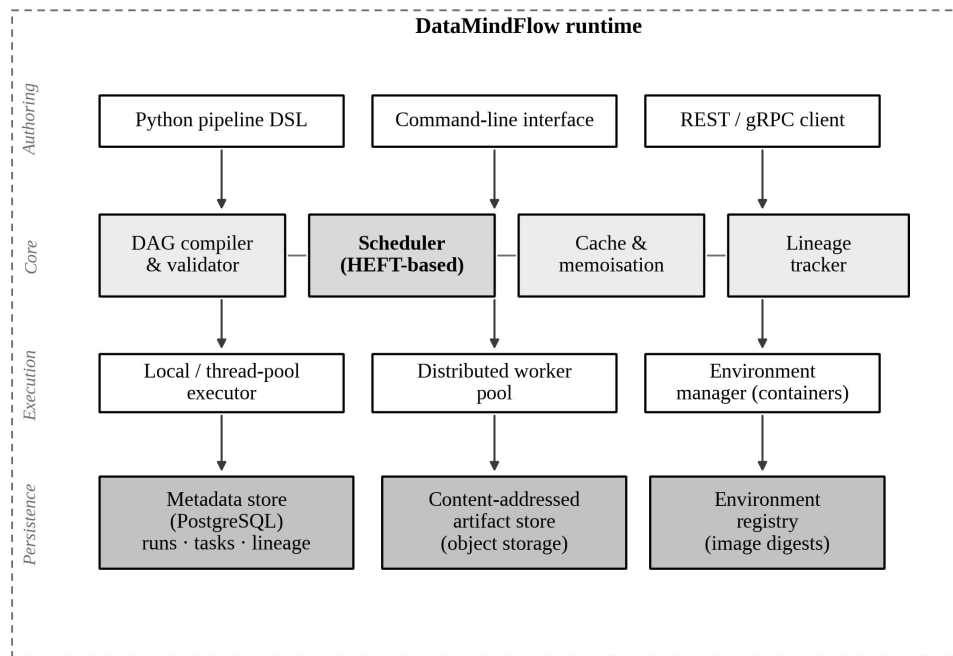 DataMindFlow runtime
Authoring
Python pipeline DSL
Command-line interface
REST / gRPC client
Core
DAG compiler
& validator
Scheduler
(HEFT-based)
Cache &
memoisation
Lineage
tracker
Execution
Local / thread-pool
executor
Distributed worker
pool
Environment
manager (containers)
Persistence
Metadata store
(PostgreSQL)
runs · tasks · lineage
Content-addressed
artifact store
(object storage)
Environment
registry
(image digests)